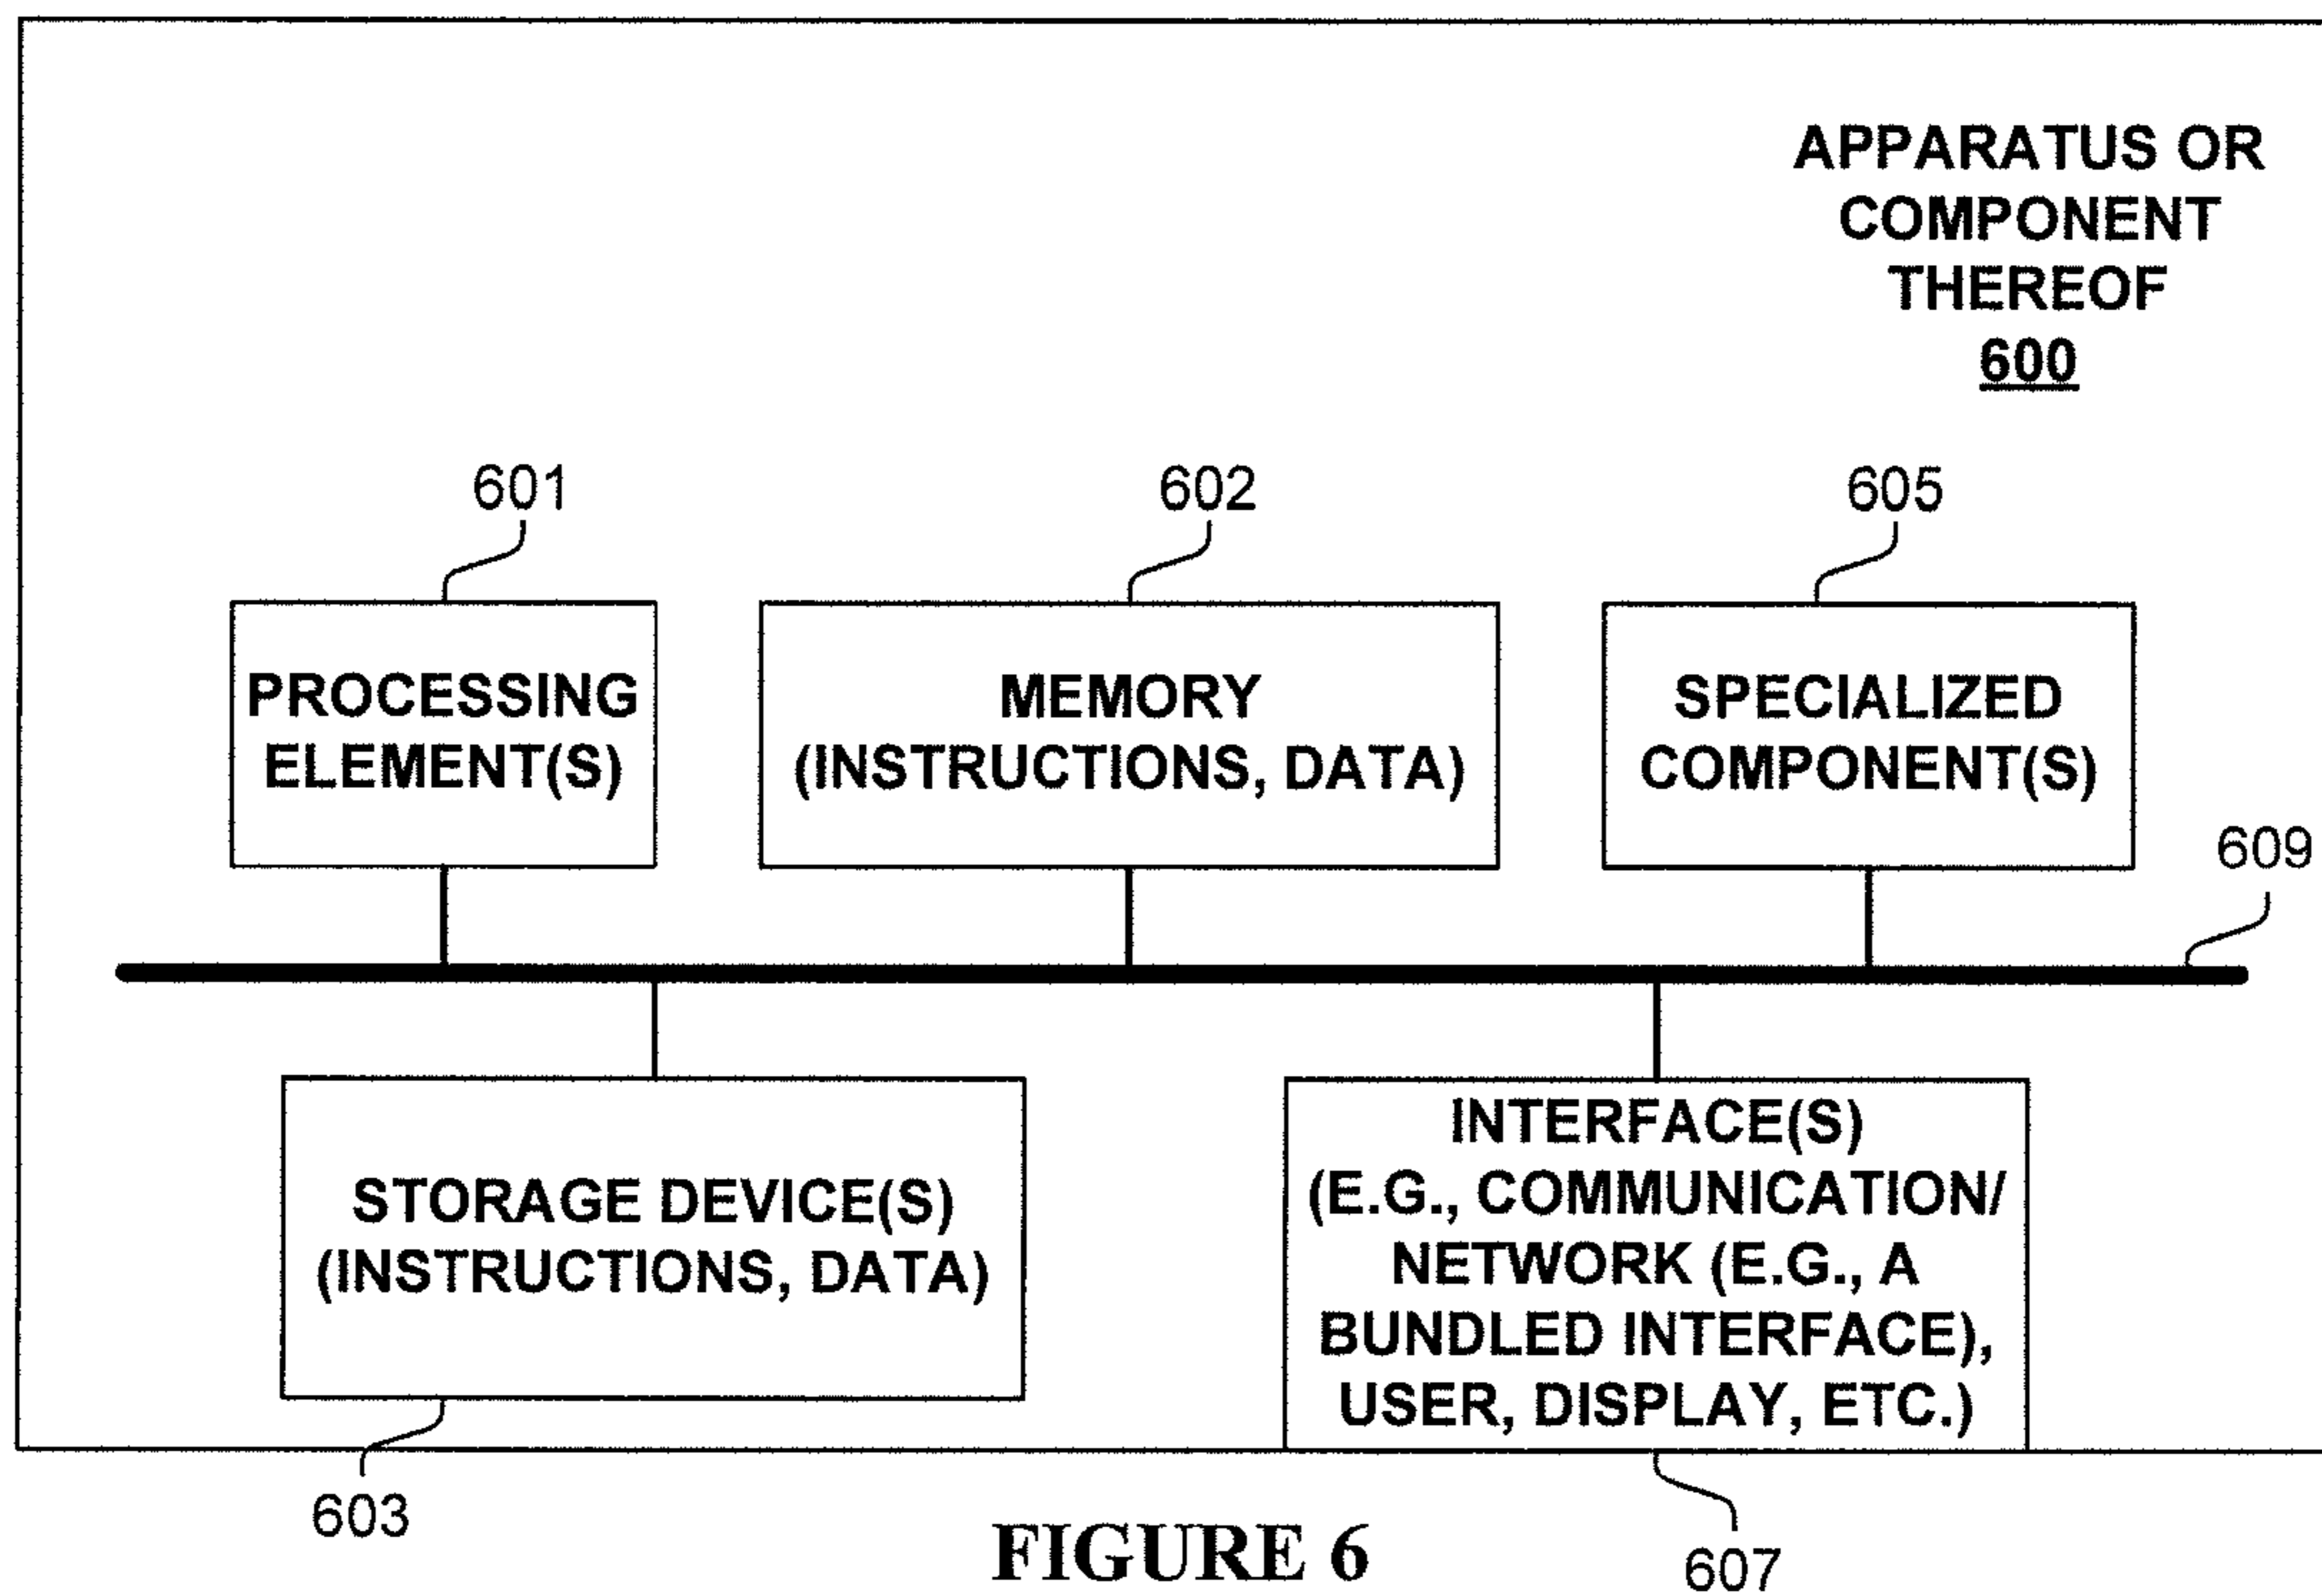 APPARATUS OR
COMPONENT
THEREOF
600
601
602
605
PROCESSING
ELEMENT(S)
MEMORY
(INSTRUCTIONS, DATA)
SPECIALIZED
COMPONENT(S)
609
STORAGE DEVICE(S)
(INSTRUCTIONS, DATA)
INTERFACE(S)
(E.G., COMMUNICATION/
NETWORK (E.G., A
BUNDLED INTERFACE),
USER, DISPLAY, ETC.)
603
607
FIGURE 6